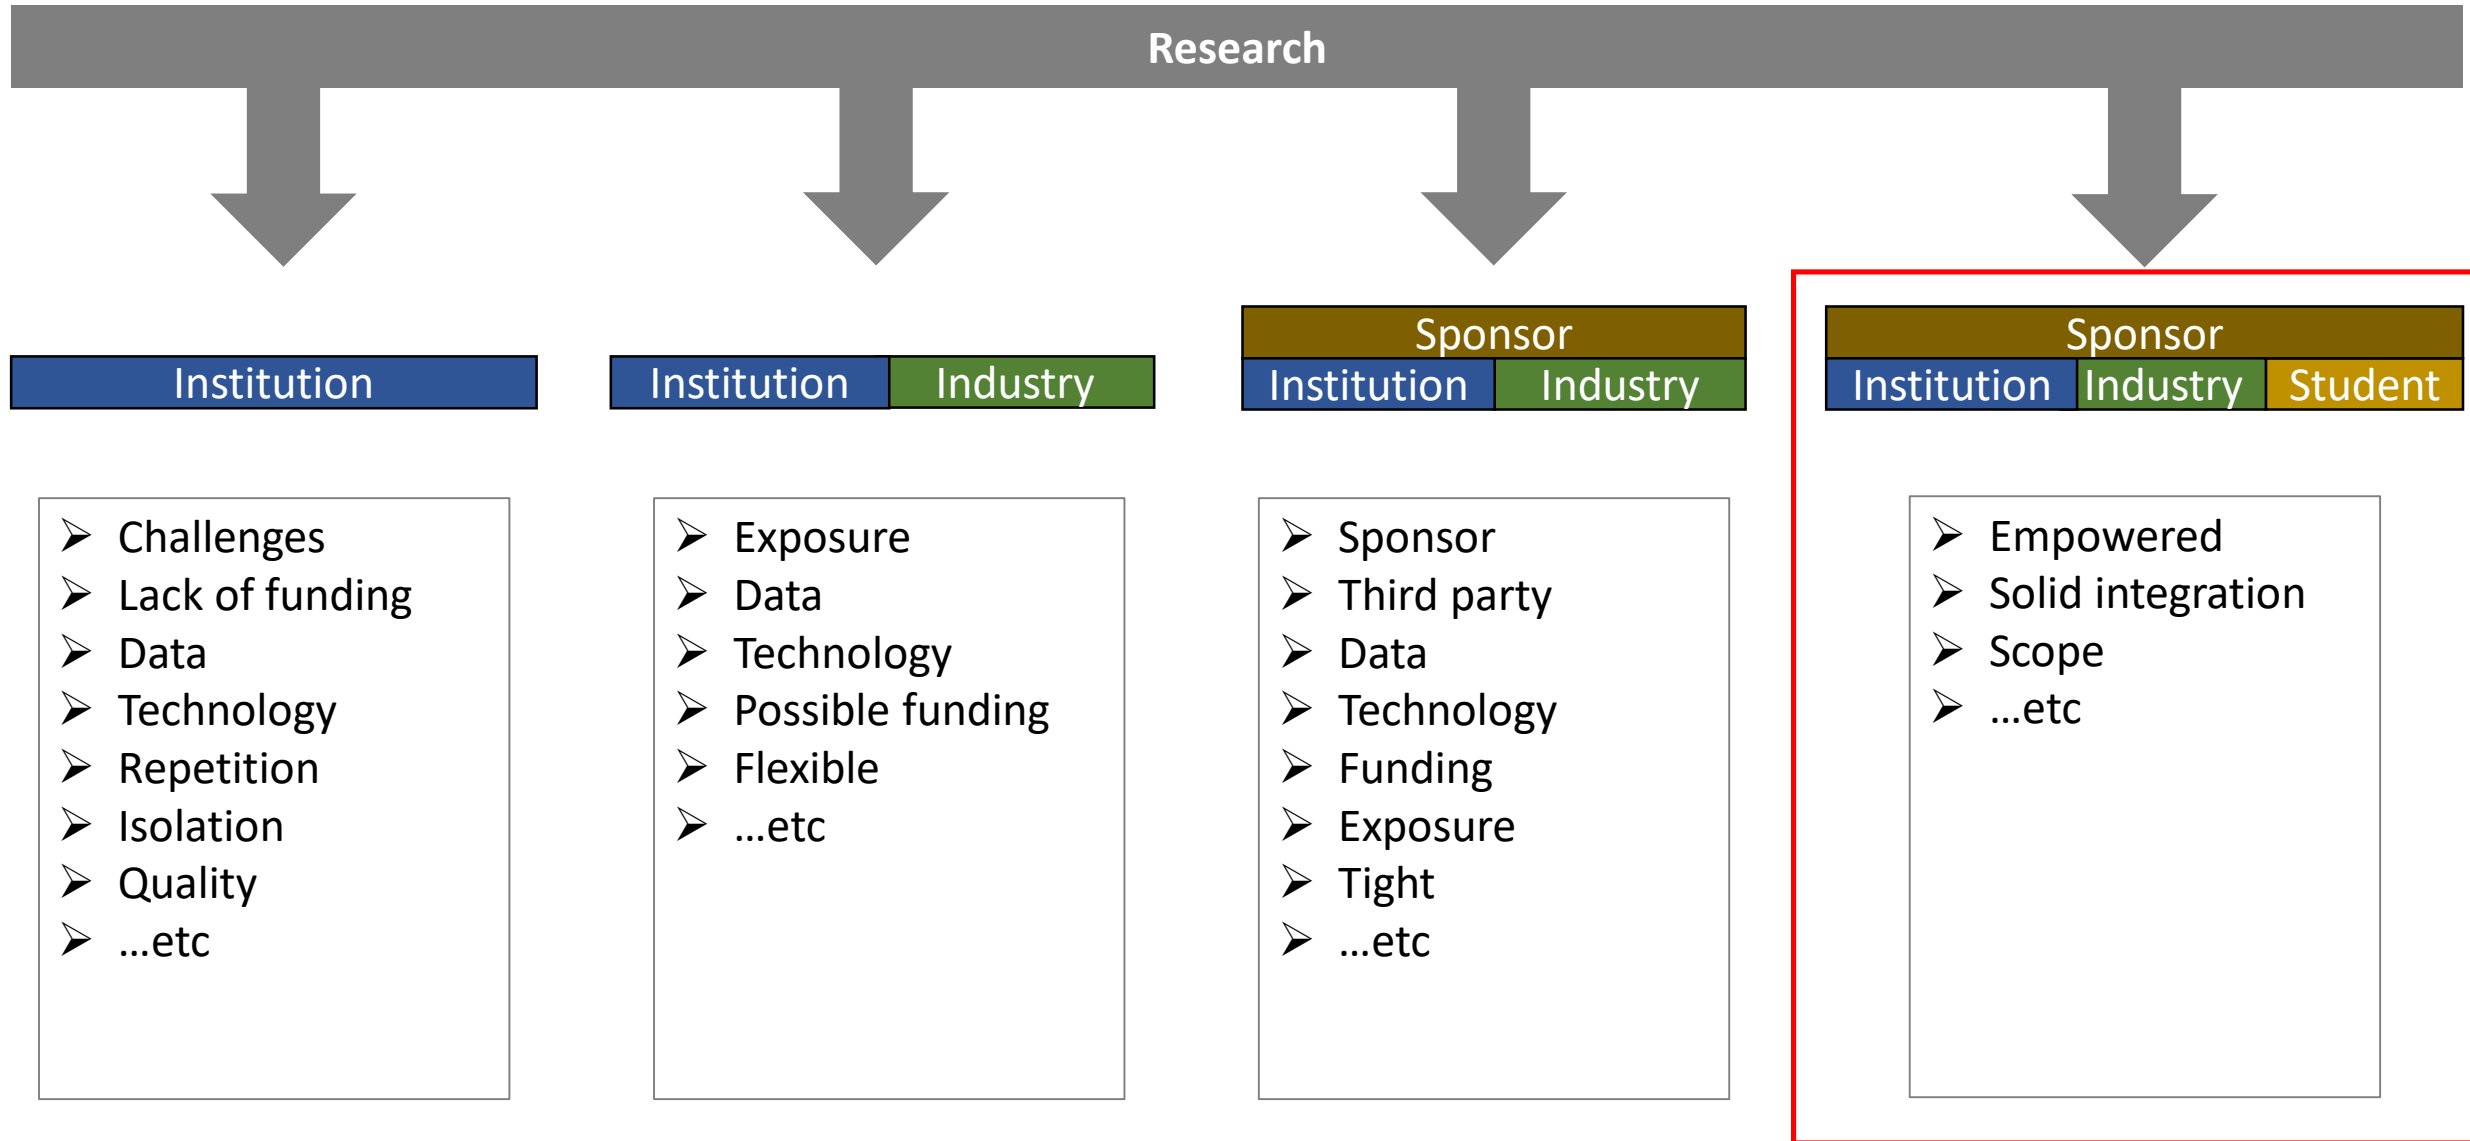 Research
Institution
Institution Industry
Sponsor
Institution Industry
Sponsor
Institution Industry Student
➢ Challenges
➢ Lack of funding
➢ Data
➢ Technology
➢ Repetition
➢ Isolation
➢ Quality
➢ ...etc
➢ Exposure
➢ Data
➢ Technology
➢ Possible funding
➢ Flexible
➢ ...etc
➢ Sponsor
➢ Third party
➢ Data
➢ Technology
➢ Funding
➢ Exposure
➢ Tight
➢ ...etc
➢ Empowered
➢ Solid integration
➢ Scope
➢ ...etc